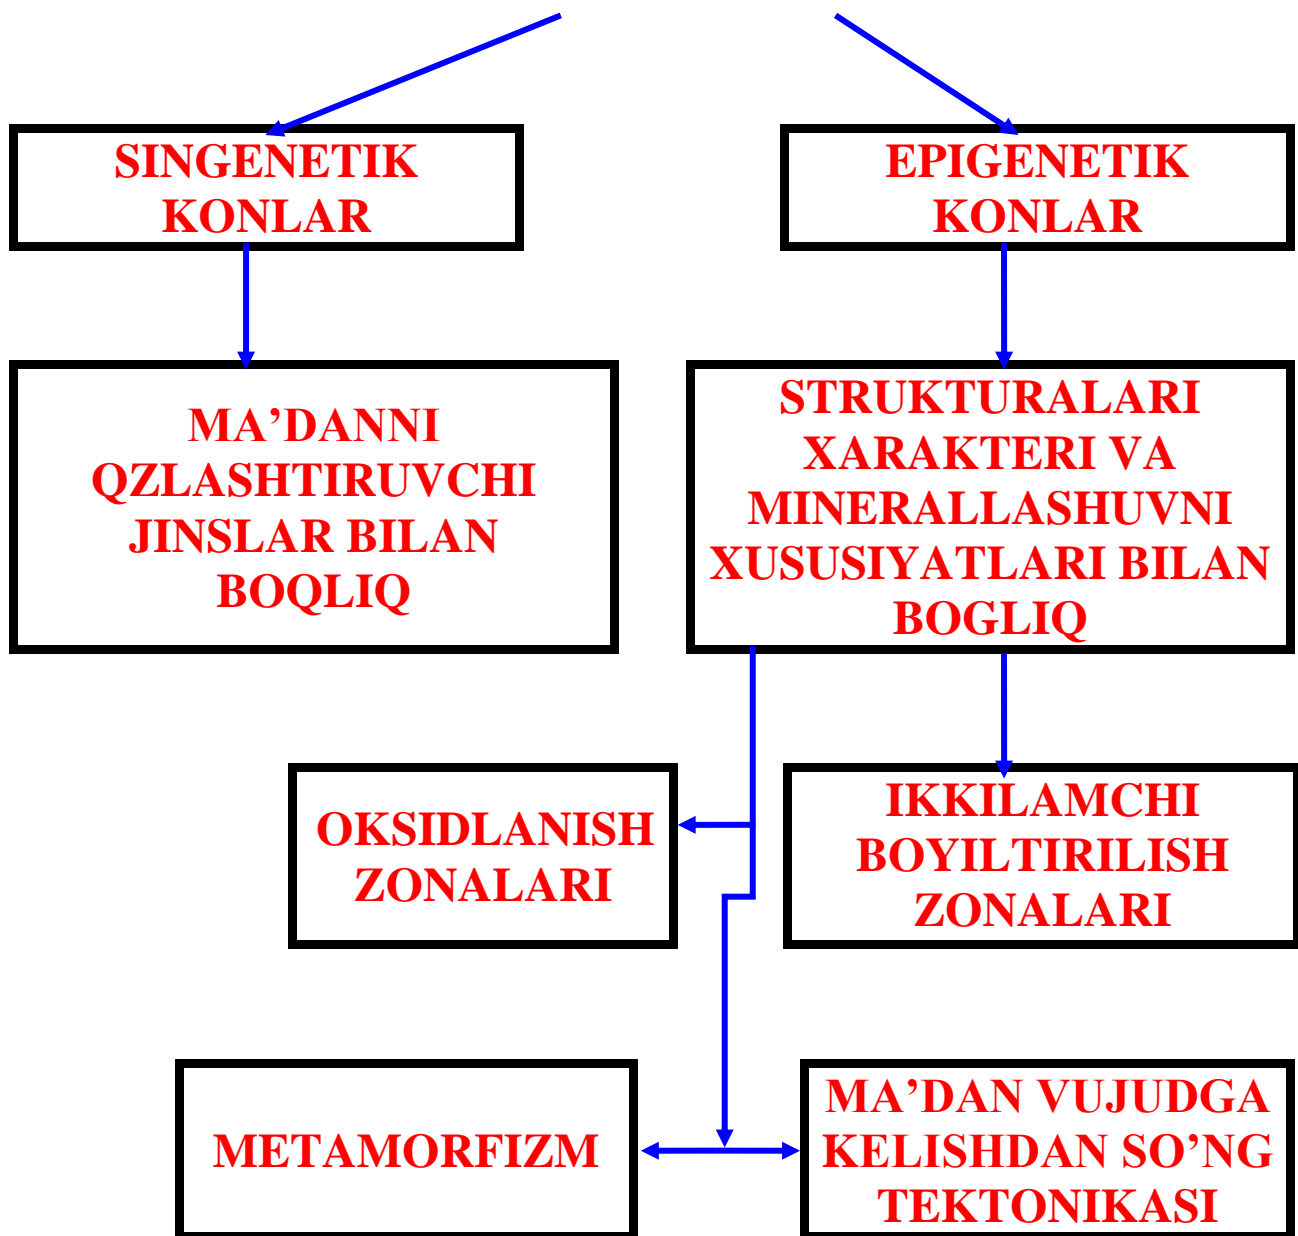 SINGENETIK
KONLAR
EPIGENETIK
KONLAR
MA’DANNI
QZLASHTIRUVCHI
JINSLAR BILAN
BOQLIQ
STRUKTURALARI
XARAKTERI VA
MINERALLASHUVNI
XUSUSIYATLARI BILAN
BOGLIQ
OKSIDLANISH
ZONALARI
IKKILAMCHI
BOYILTIRILISH
ZONALARI
METAMORFIZM
MA’DAN VUJUDGA
KELISHDAN SO’NG
TEKTONIKASI